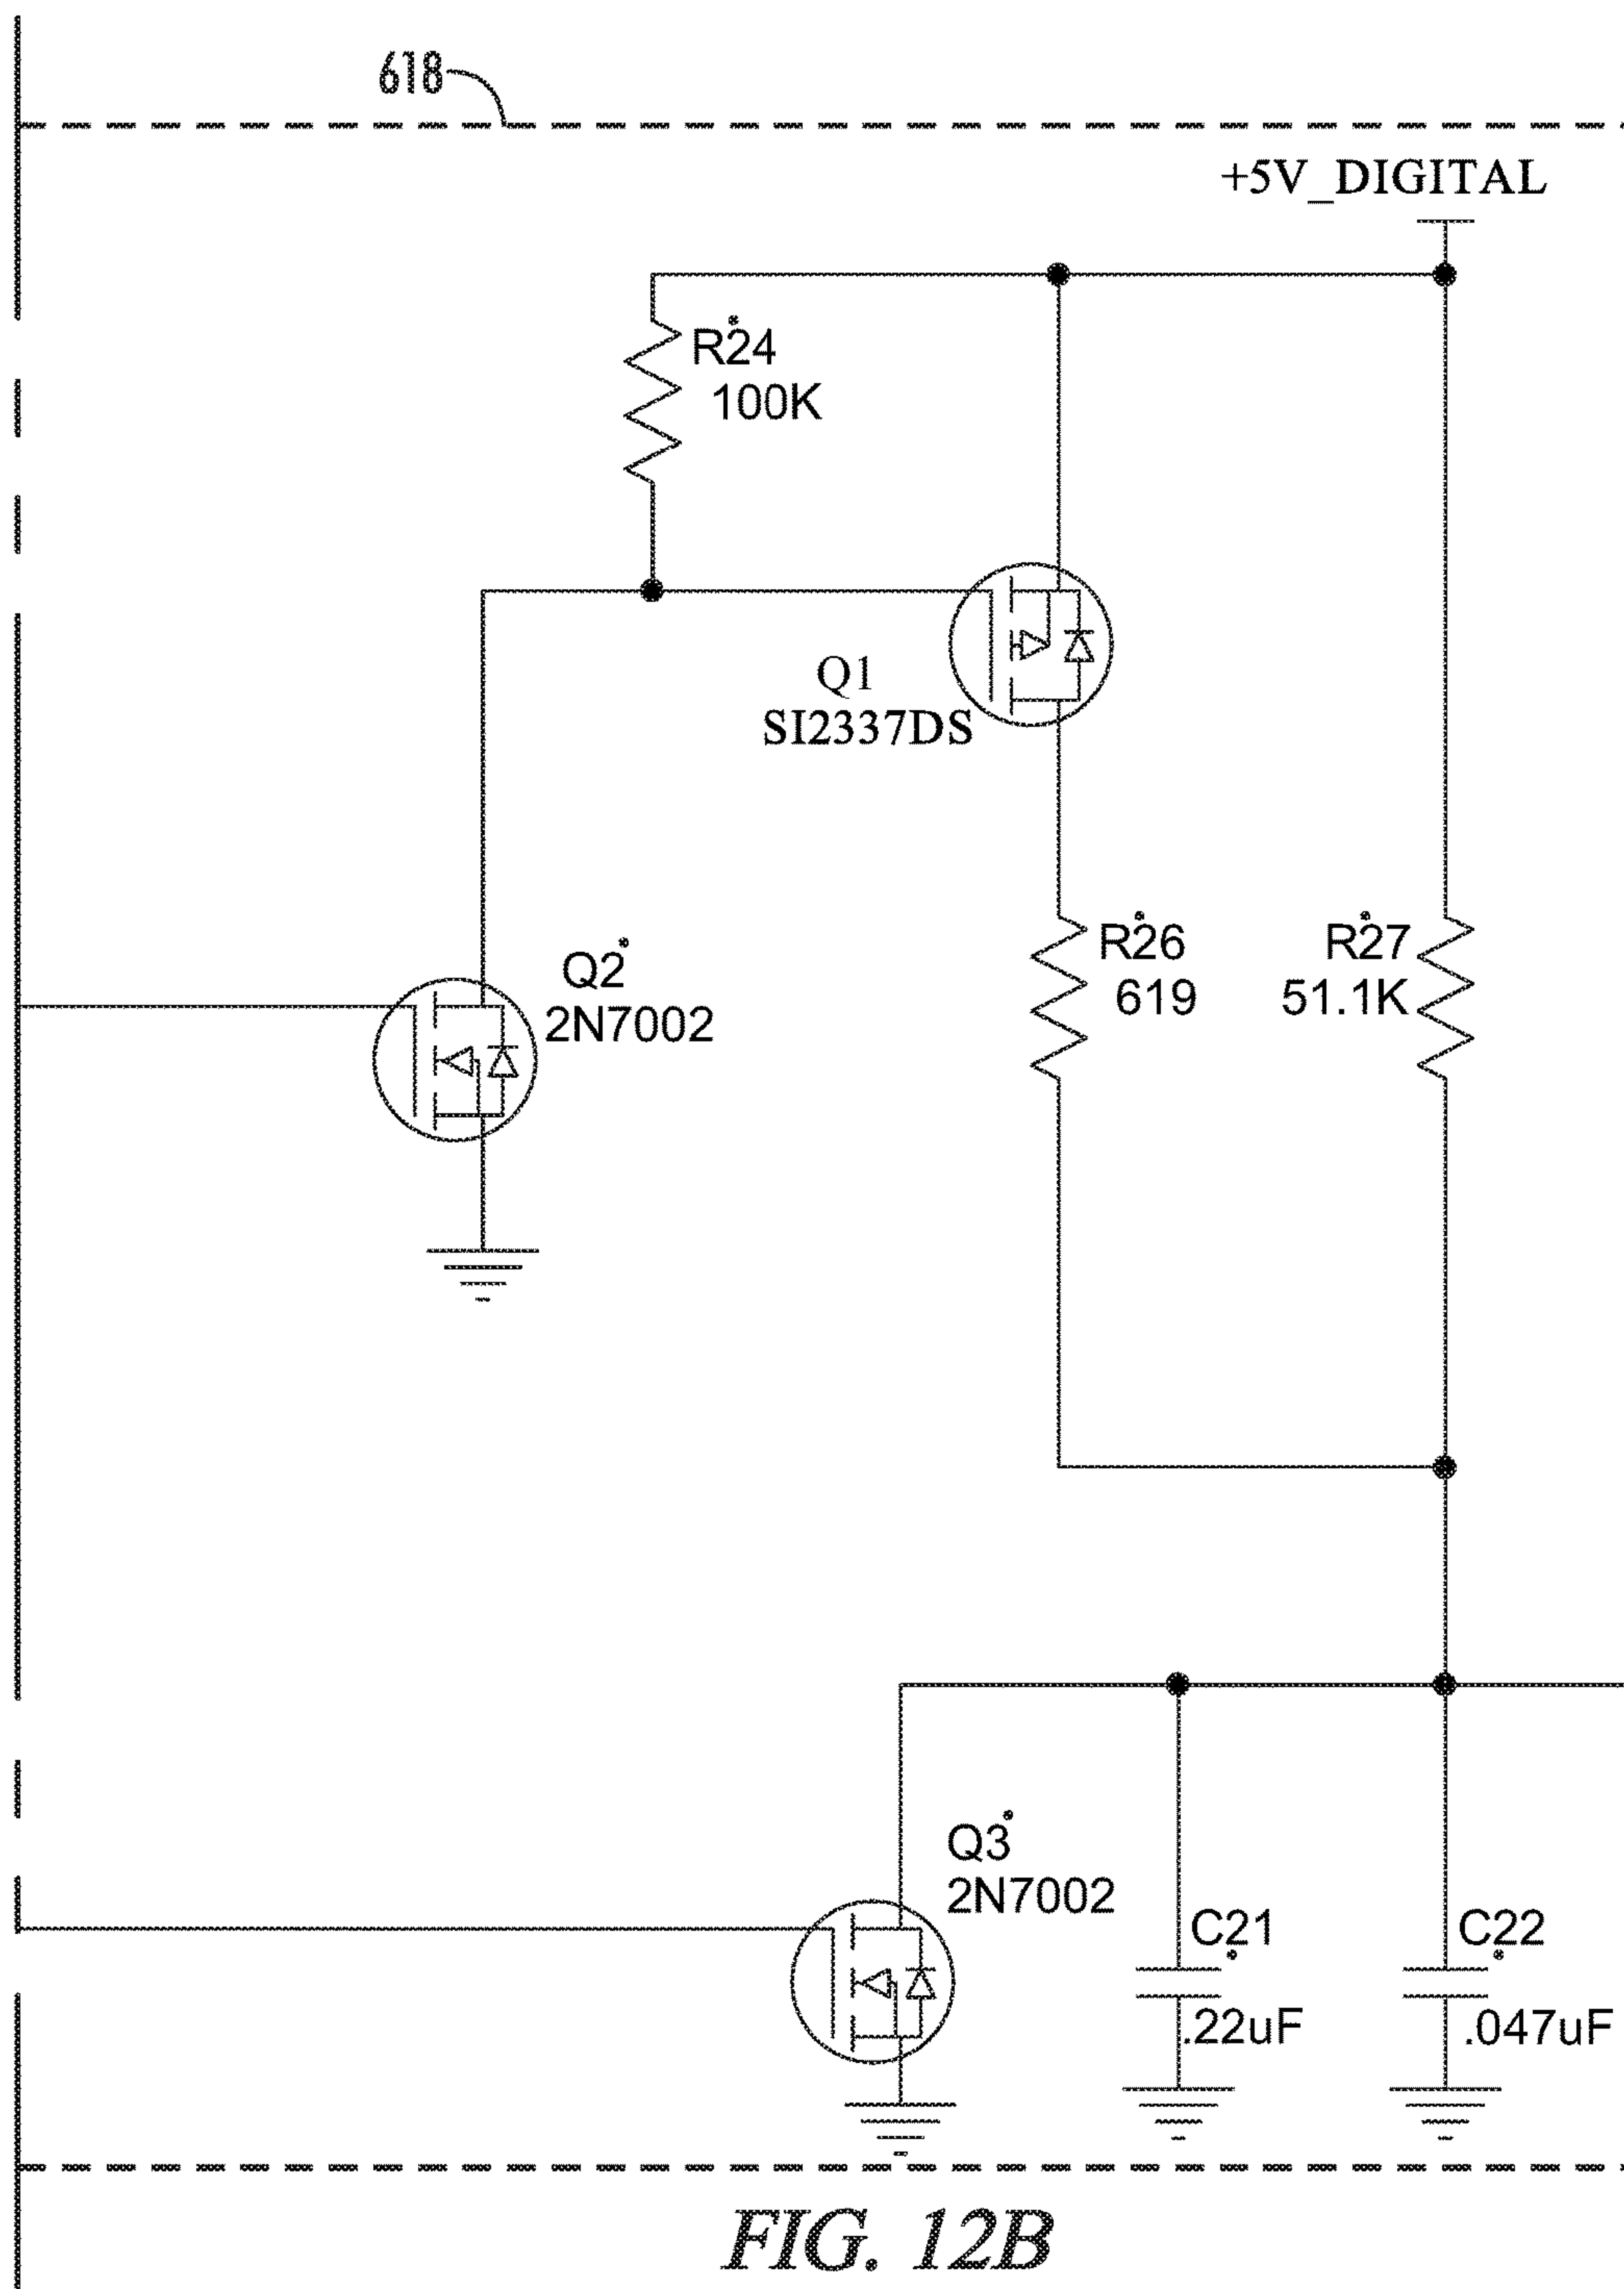 618
+5V_DIGITAL
R24
100K
Q1
SI2337DS
R26
619
R27
51.1K
Q2
2N7002
Q3
2N7002
C21
.22uF
C22
.047uF
FIG. 12B